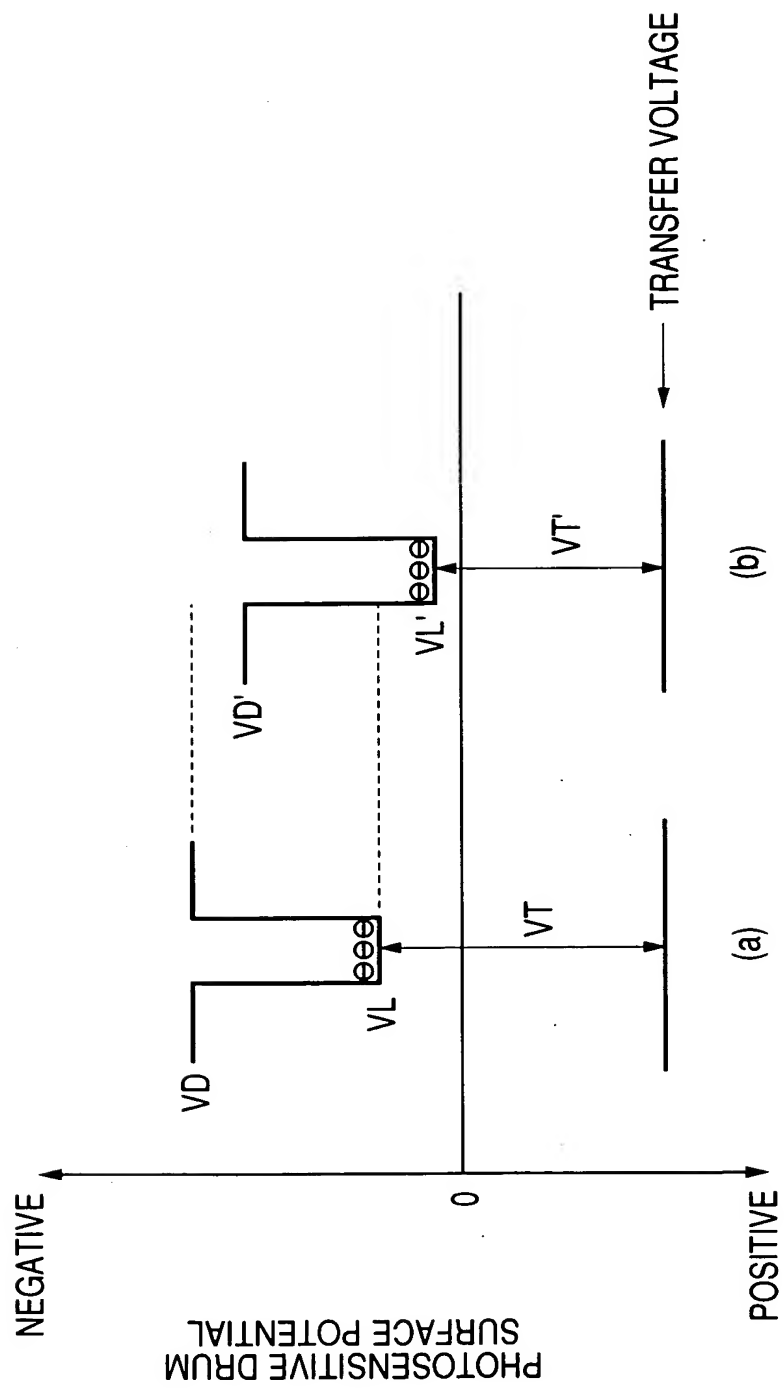 NEGATIVE
PHOTOSENSITIVE DRUM
SURFACE POTENTIAL
0
POSITIVE
VD
VL
VT
(a)
VD'
VL'
VT'
(b)
TRANSFER VOLTAGE